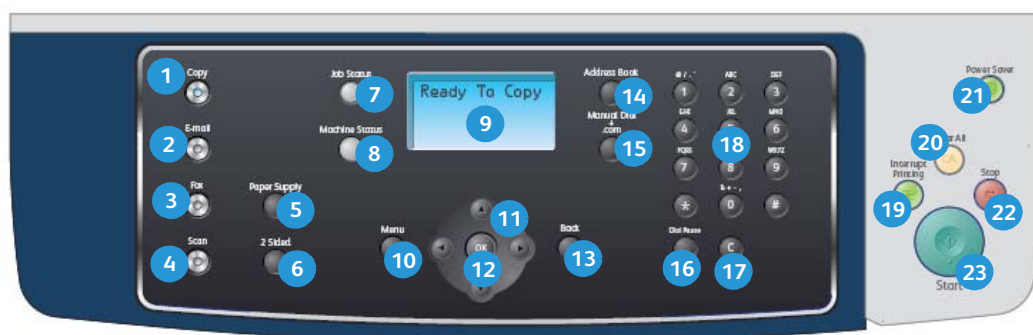 Copy
1
E-mail
2
Fax
3
Scan
4
Paper Supply
5
2 Sided
6
Job Status
7
Machine Status
8
Ready To Copy
9
Menu
10
11
OK
12
Back
13
Address Book
14
Manual Dial
+
.com
15
@ / . '
ABC
DEF
1
2
3
GHI
JKL
MNO
4
6
18
PQRS
WXYZ
7
8
9
& + - ,
*
0
#
Dial Pause
16
C
17
Power Saver
21
20
Interrupt
Printing
19
Stop
22
23
Start